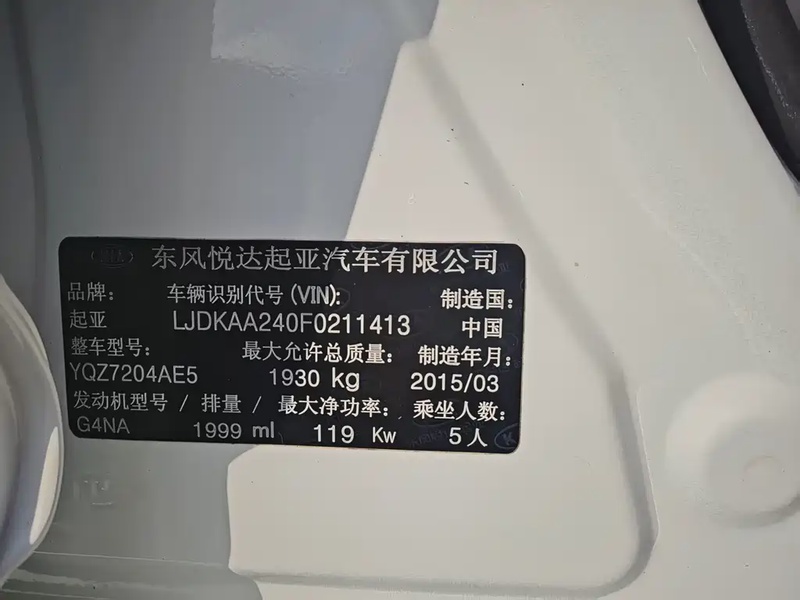 东风悦达起亚汽车有限公司
品牌： 车辆识别代号 (VIN): 制造国：
起亚 LJDKAA240F0211413 中国
整车型号： 最大允许总质量： 制造年月：
YQZ7204AE5 1930 kg 2015/03
发动机型号 / 排量 / 最大净功率： 乘坐人数：
G4NA 1999 ml 119 Kw 5人